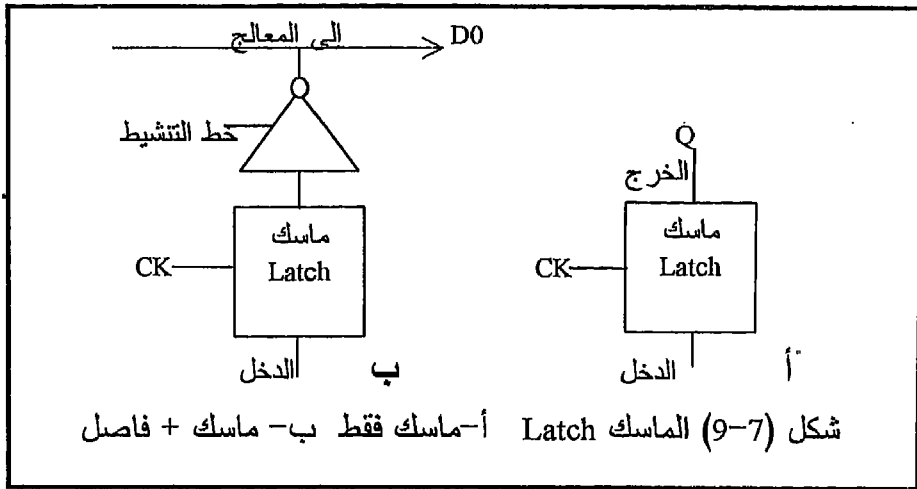 الى المعالج D0
خط التنشيط
Q
الخرج
ماسك
Latch
CK
الدخل
أ
ماسك
Latch
CK
الدخل
ب
شكل (7-9) الماسك Latch أ-ماسك فقط ب- ماسك + فاصل